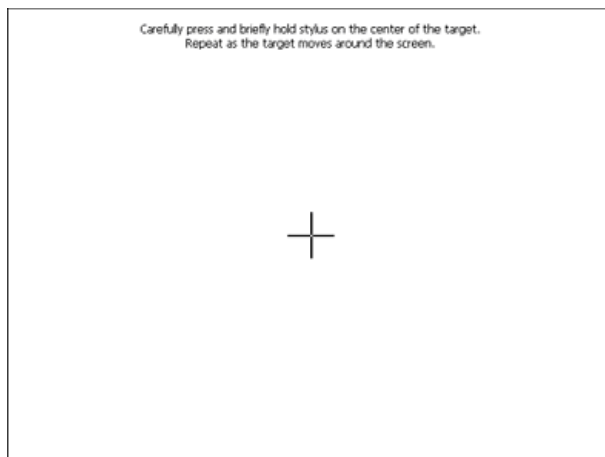 Carefully press and briefly hold stylus on the center of the target.
Repeat as the target moves around the screen.